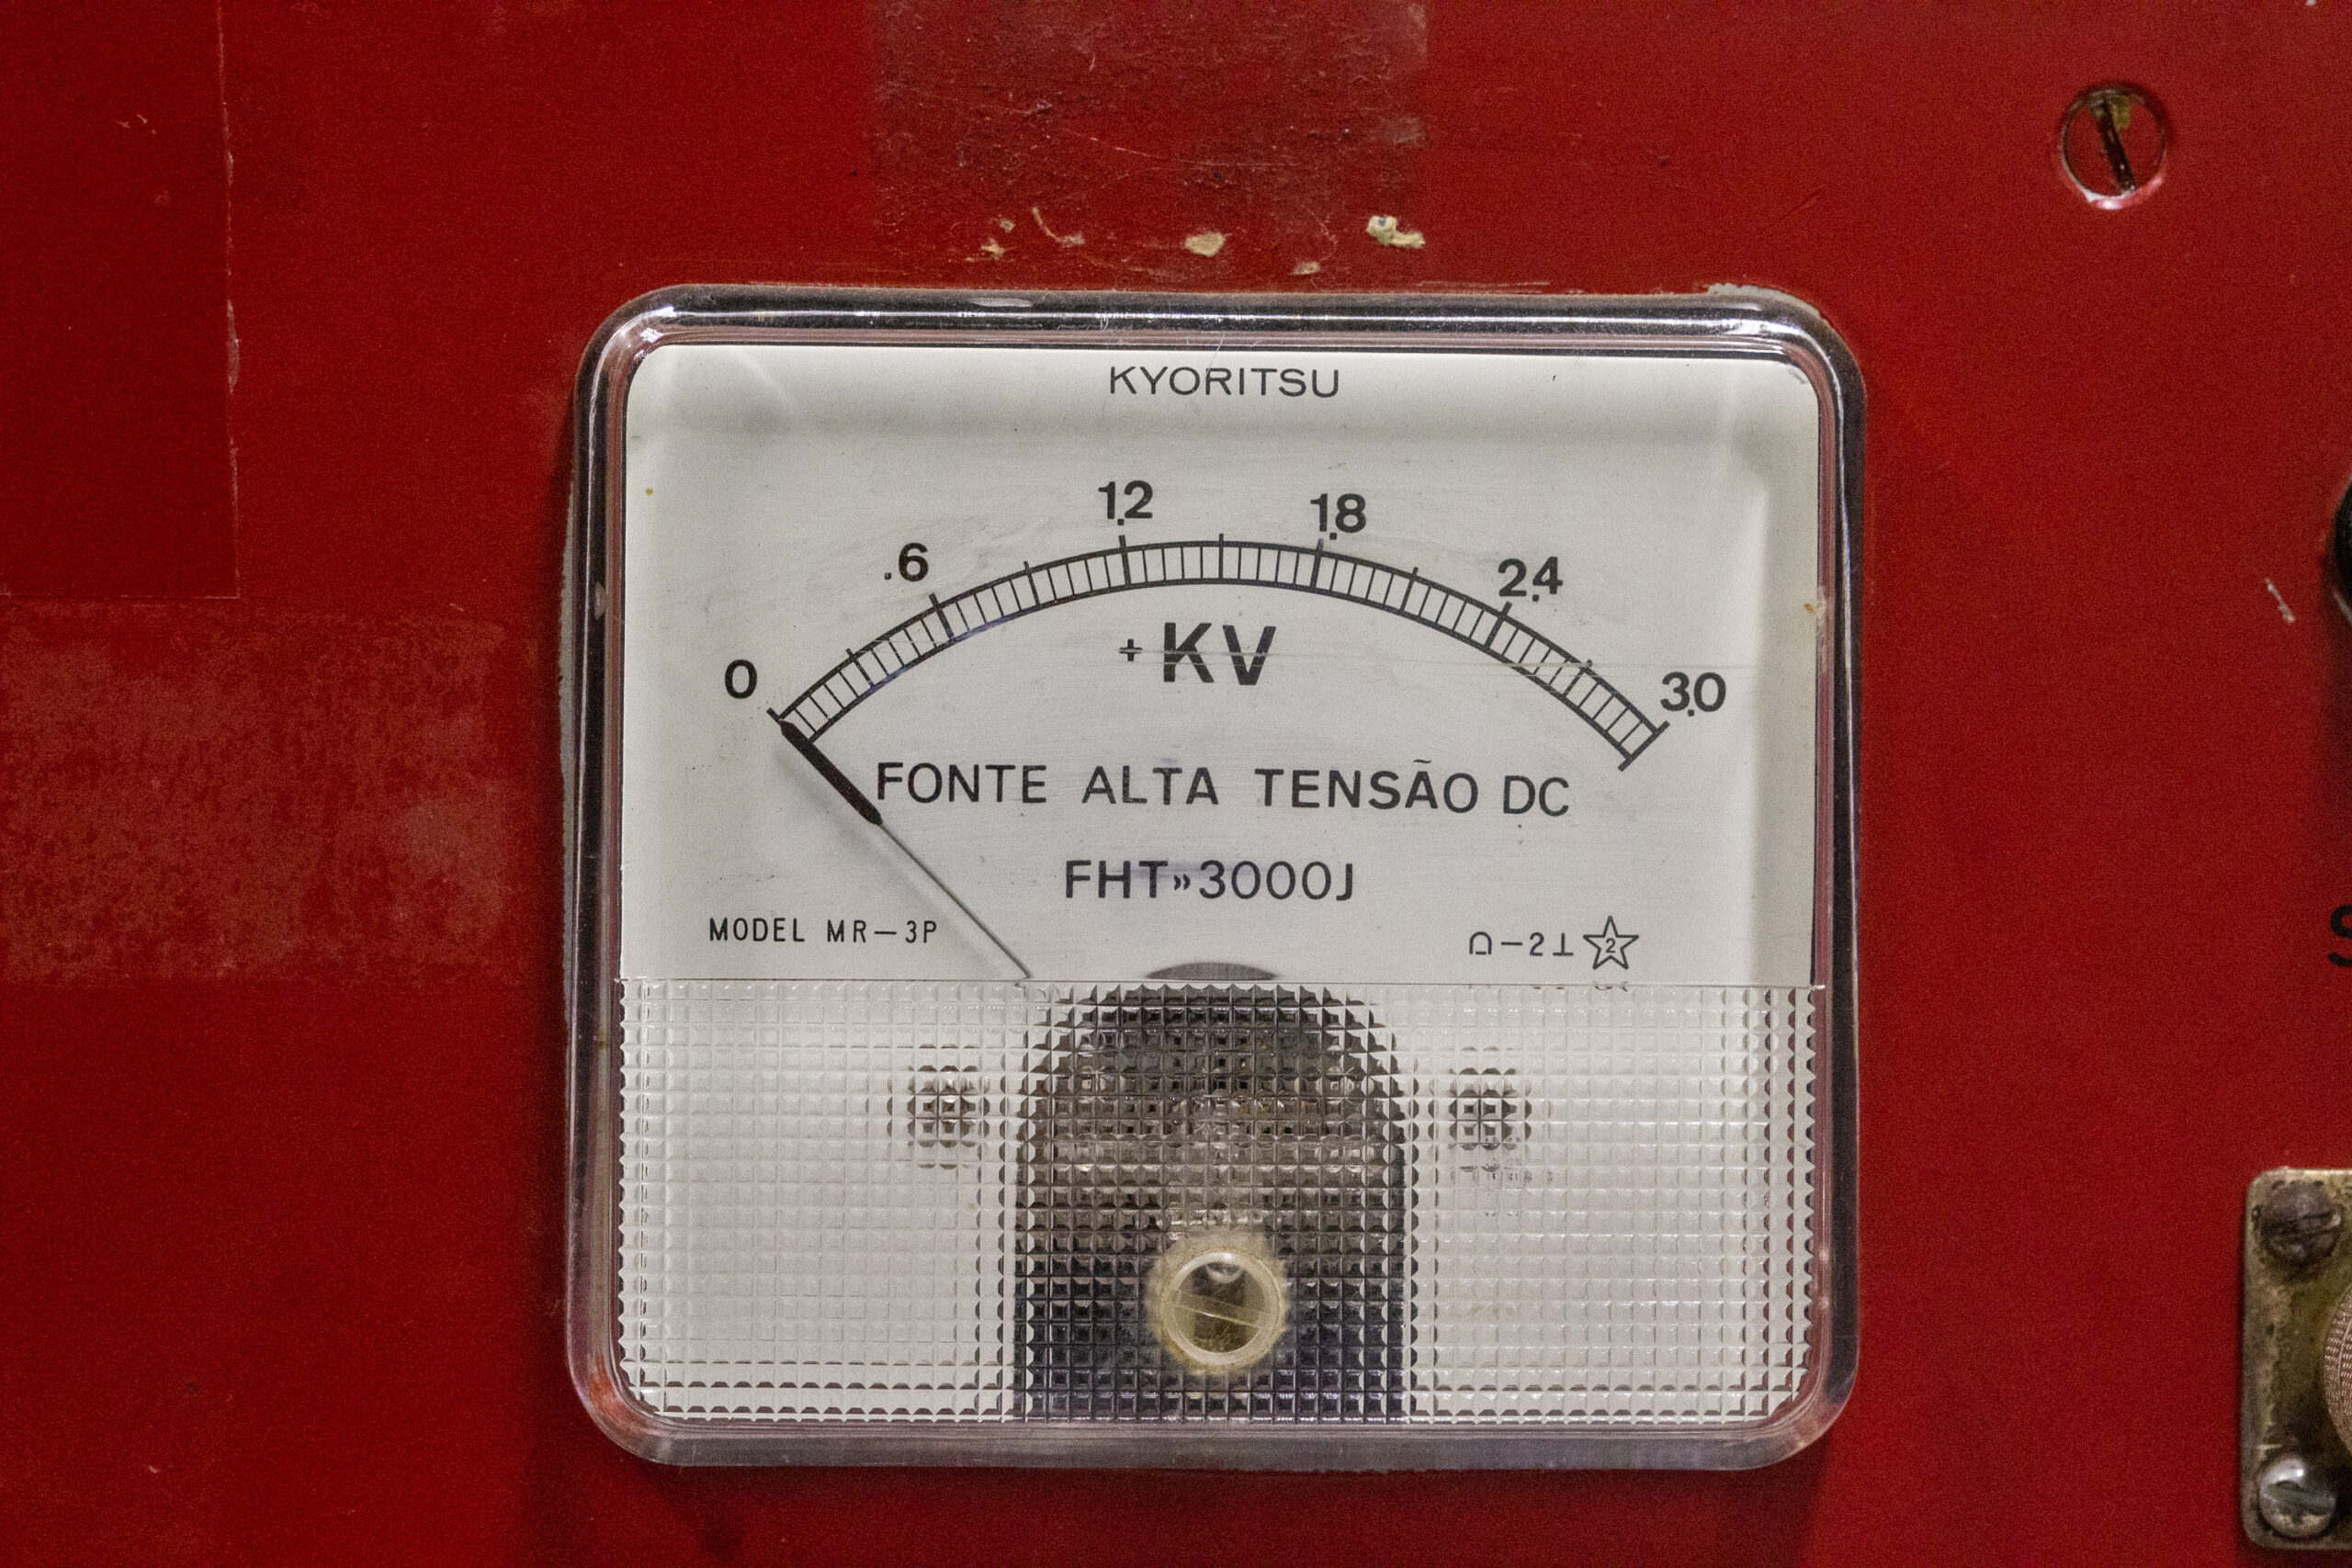 KYORITSU
0 .6 1.2 1.8 2.4 3.0
+KV
FONTE ALTA TENSÃO DC
FHT»3000J
MODEL MR-3P
-2⊥ 2
S